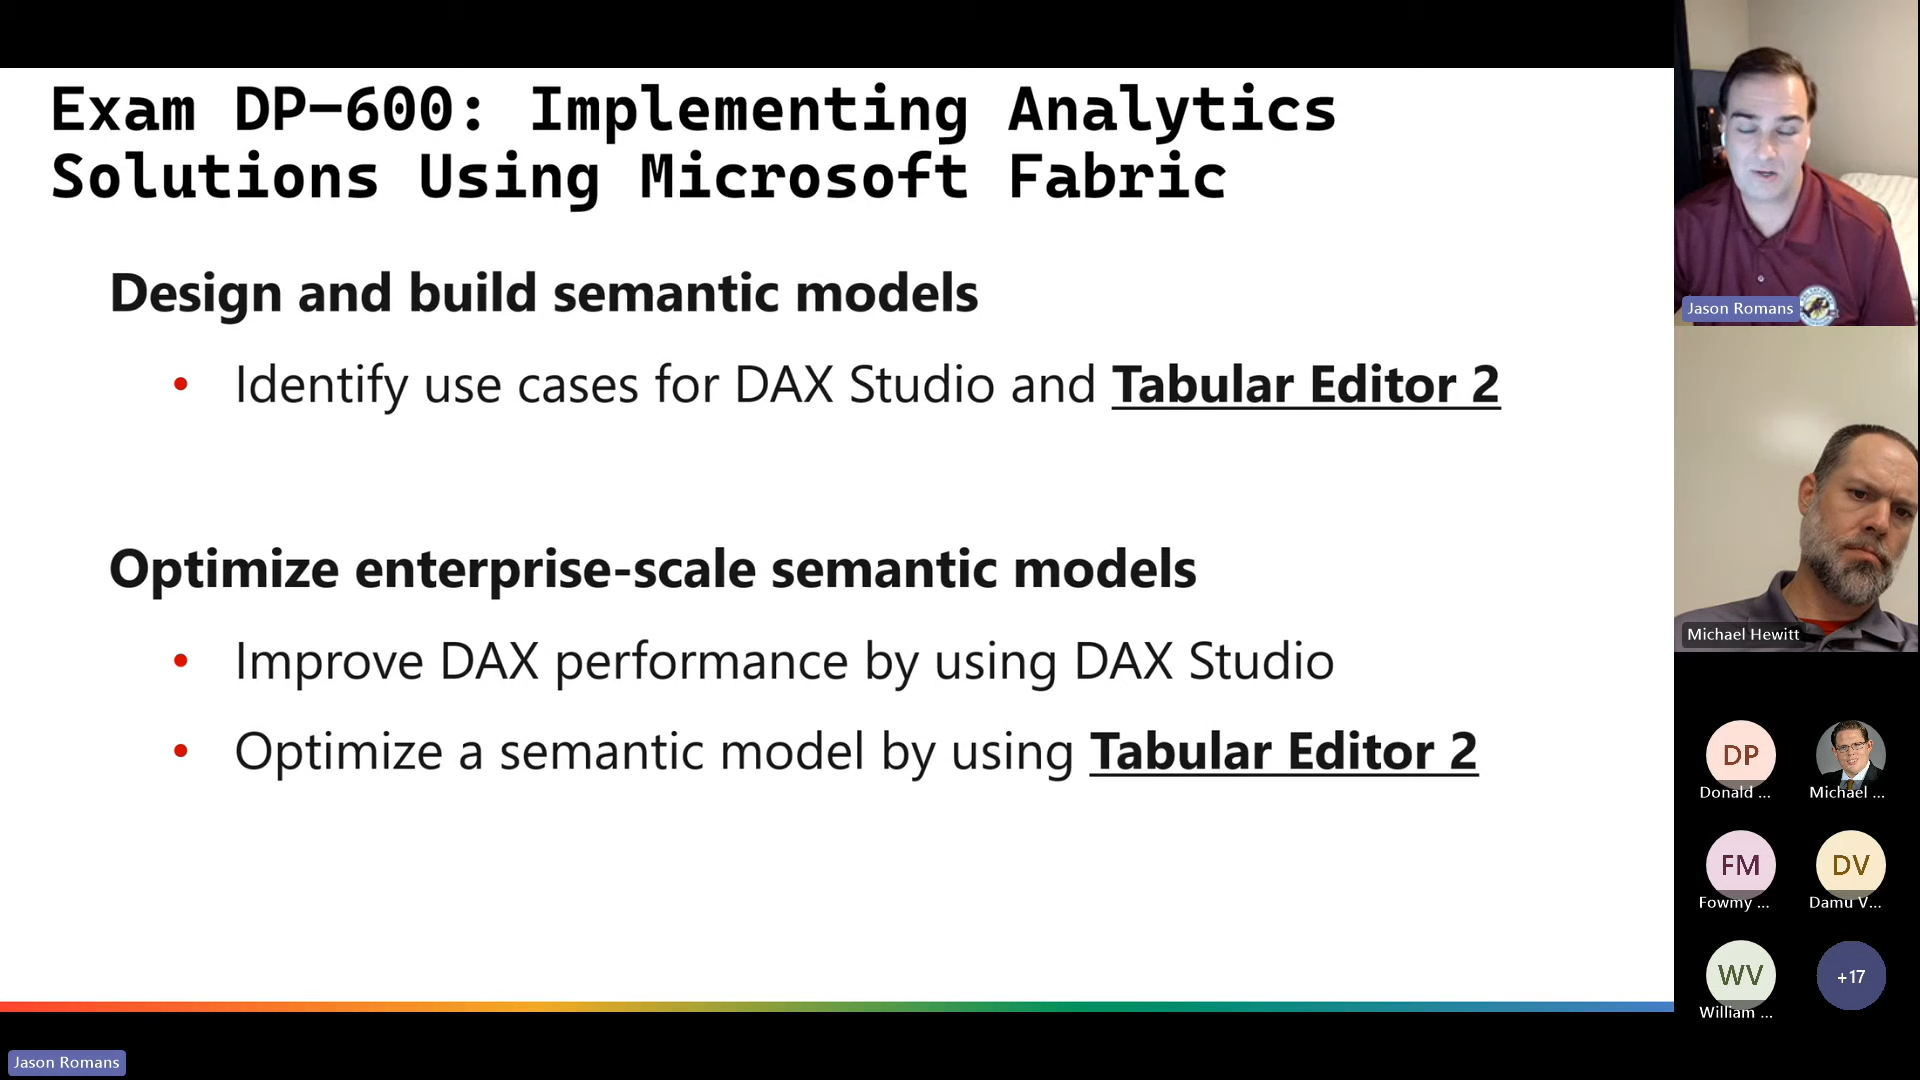 Exam DP-600: Implementing Analytics
Solutions Using Microsoft Fabric
Design and build semantic models
• Identify use cases for DAX Studio and Tabular Editor 2
Optimize enterprise-scale semantic models
• Improve DAX performance by using DAX Studio
• Optimize a semantic model by using Tabular Editor 2
Jason Romans
Michael Hewitt
DP
Donald ...
Michael ...
FM
Fowmy ...
DV
Damu V...
WV
William ...
+17
Jason Romans